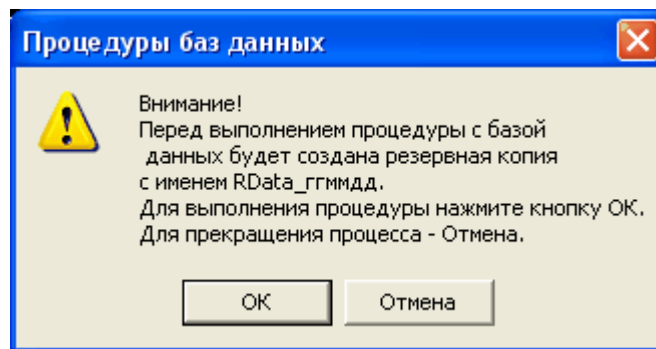 Процедуры баз данных
Внимание!
Перед выполнением процедуры с базой
данных будет создана резервная копия
с именем RData_ггммдд.
Для выполнения процедуры нажмите кнопку ОК.
Для прекращения процесса - Отмена.
ОК
Отмена